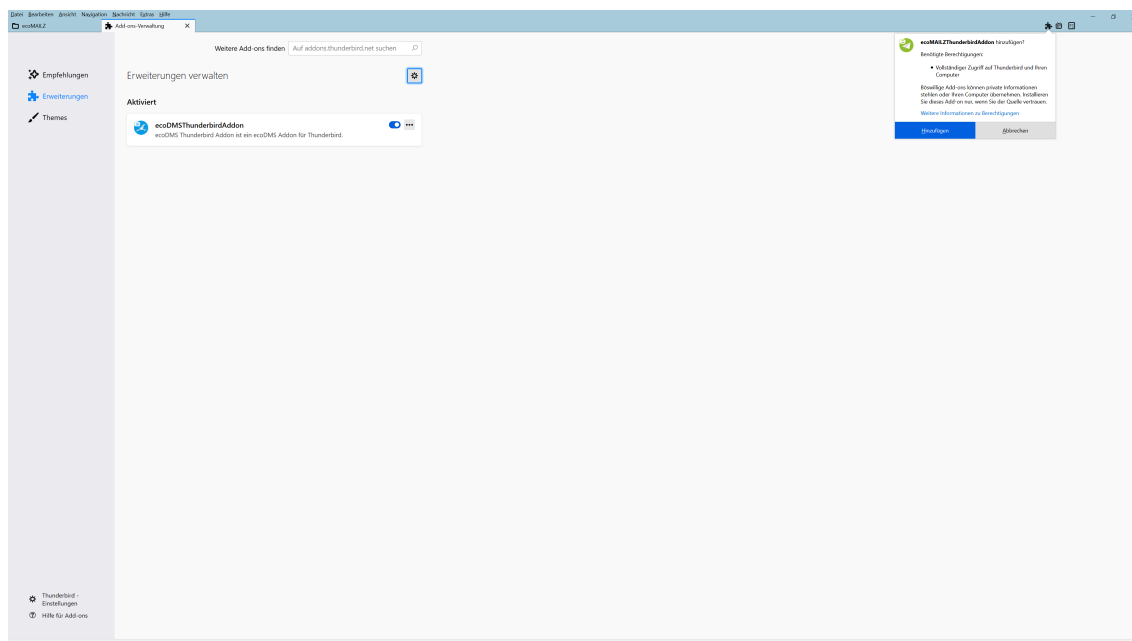 Datei Bearbeiten Ansicht Navigation Nachricht Extras Hilfe
ecoMAILZ
Add-ons-Verwaltung
Weitere Add-ons finden
Auf addons.thunderbird.net suchen
Empfehlungen
Erweiterungen
Themes
Erweiterungen verwalten
Aktiviert
ecoDMSThunderbirdAddon
ecoDMS Thunderbird Addon ist ein ecoDMS Addon für Thunderbird.
ecoMAILZThunderbirdAddon hinzufügen?
Benötigte Berechtigungen:
• Vollständiger Zugriff auf Thunderbird und Ihren
Computer
Böswillige Add-ons können private Informationen
stehlen oder Ihren Computer übernehmen. Installieren
Sie dieses Add-on nur, wenn Sie der Quelle vertrauen.
Weitere Informationen zu Berechtigungen
Hinzufügen
Abbrechen
Thunderbird -
Einstellungen
Hilfe für Add-ons